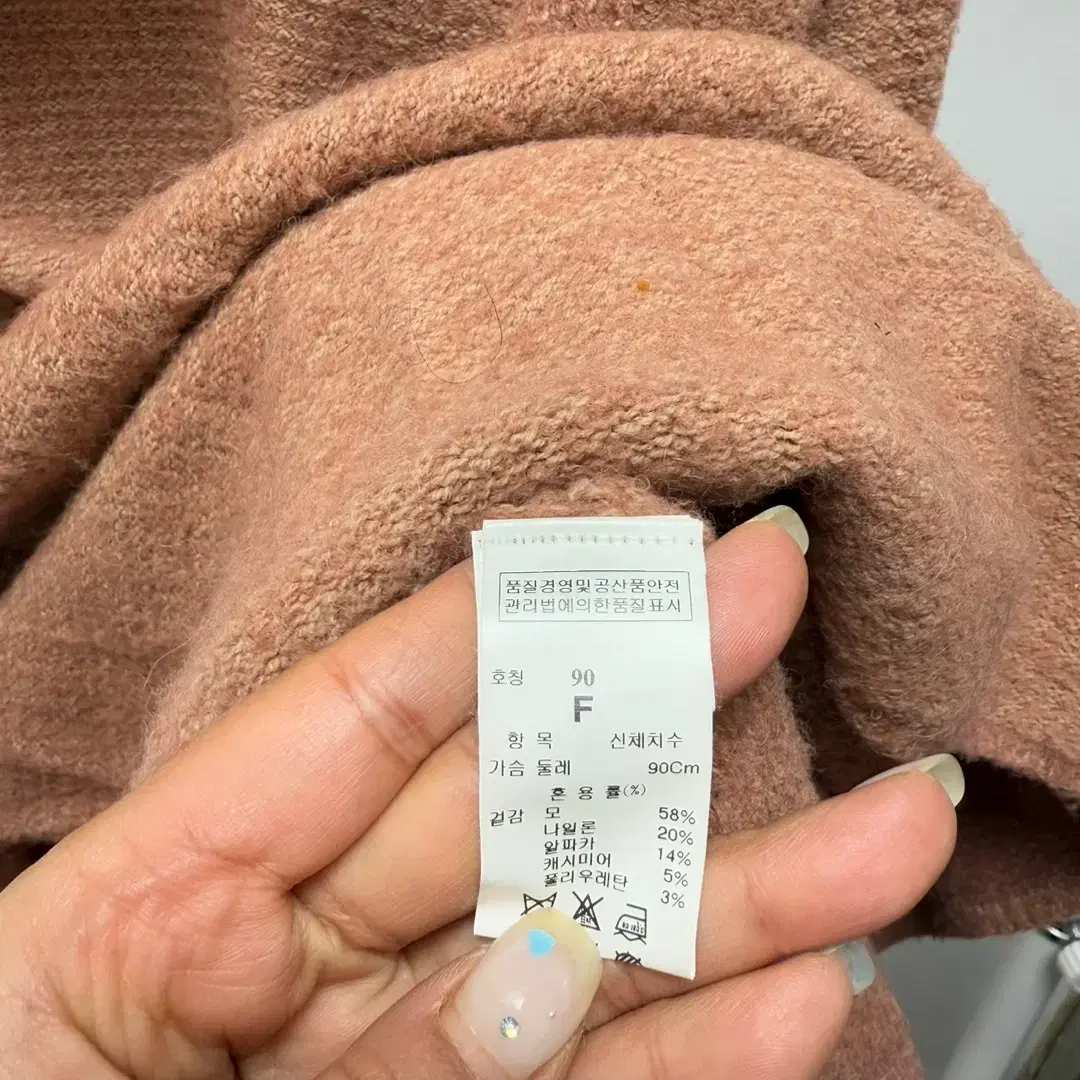 품질경영및공산품안전
관리법에의한품질표시
호칭 90
F
항 목 신체치수
가슴 둘레 90Cm
혼 용 률(%)
겉감 모 58%
나일론 20%
알파카 14%
캐시미어 5%
폴리우레탄 3%